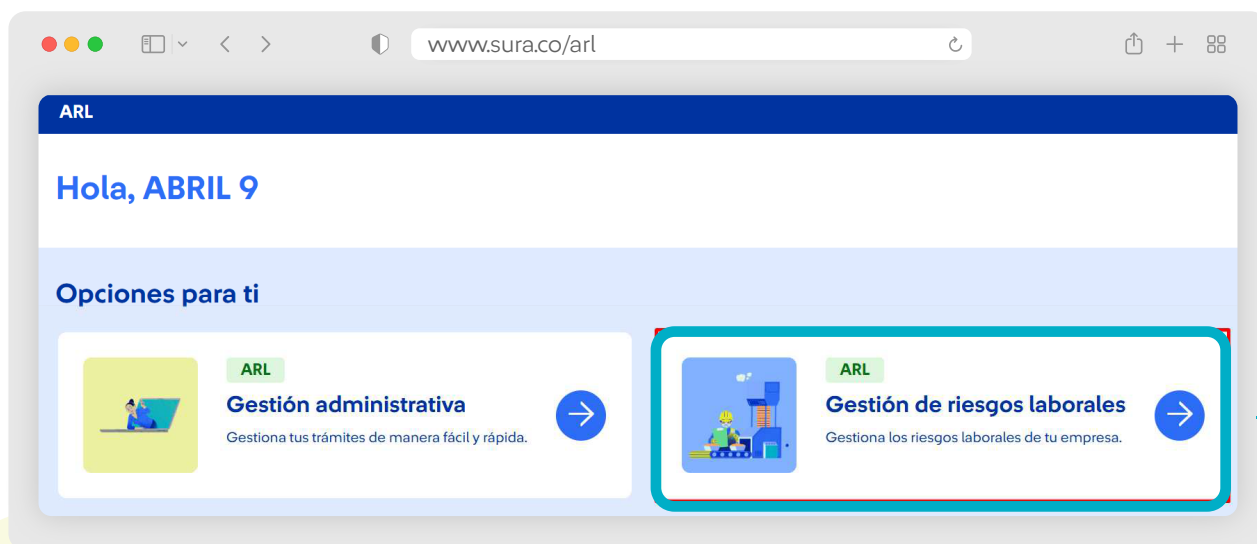 www.sura.co/arl
ARL
Hola, ABRIL 9
Opciones para ti
ARL
Gestión administrativa
Gestiona tus trámites de manera fácil y rápida.
ARL
Gestión de riesgos laborales
Gestiona los riesgos laborales de tu empresa.